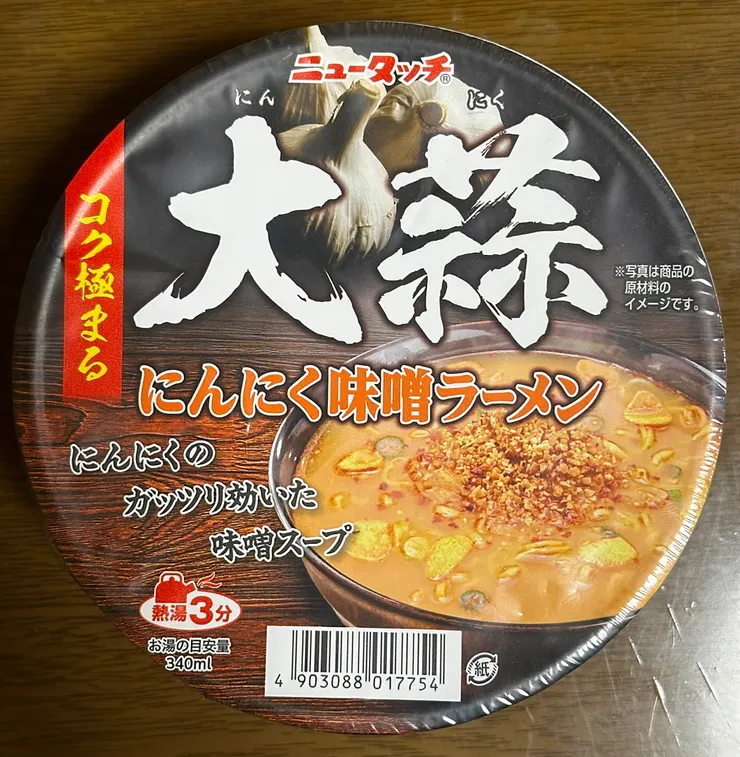 ニュータッチ®
にん にく
大蒜
コク極まる
※写真は商品の
原材料の
イメージです。
にんにく味噌ラーメン
にんにくの
ガッツリ効いた
味噌スープ
熱湯3分
お湯の目安量
340ml
4 903088 017754
紙